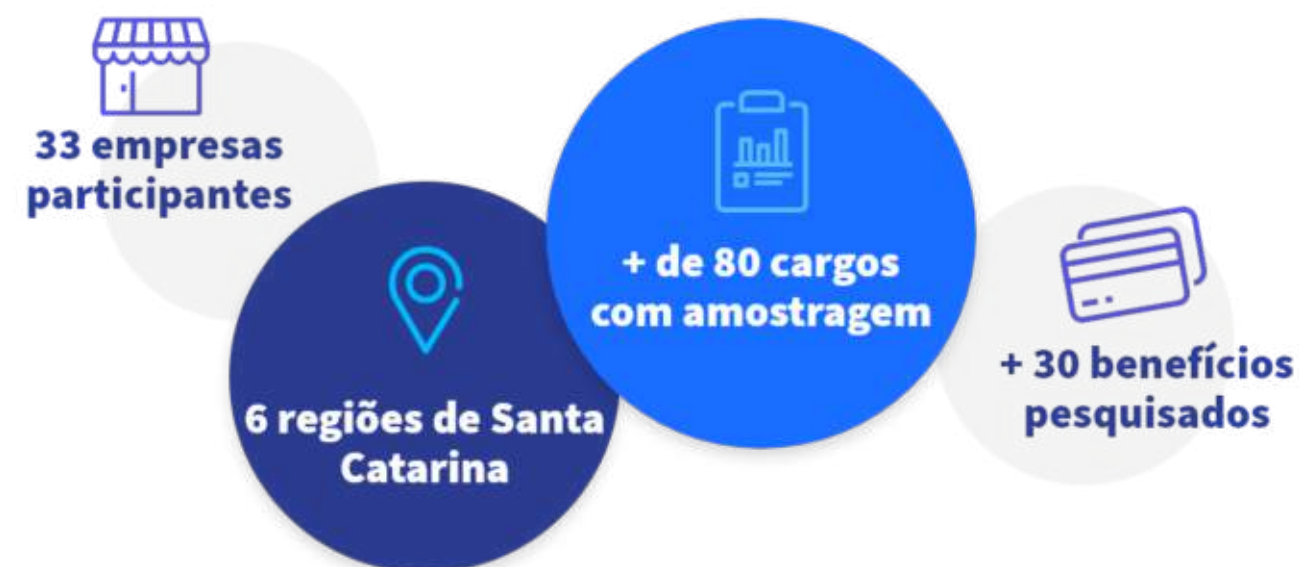 33 empresas
participantes
6 regiões de Santa
Catarina
+ de 80 cargos
com amostragem
+ 30 benefícios
pesquisados